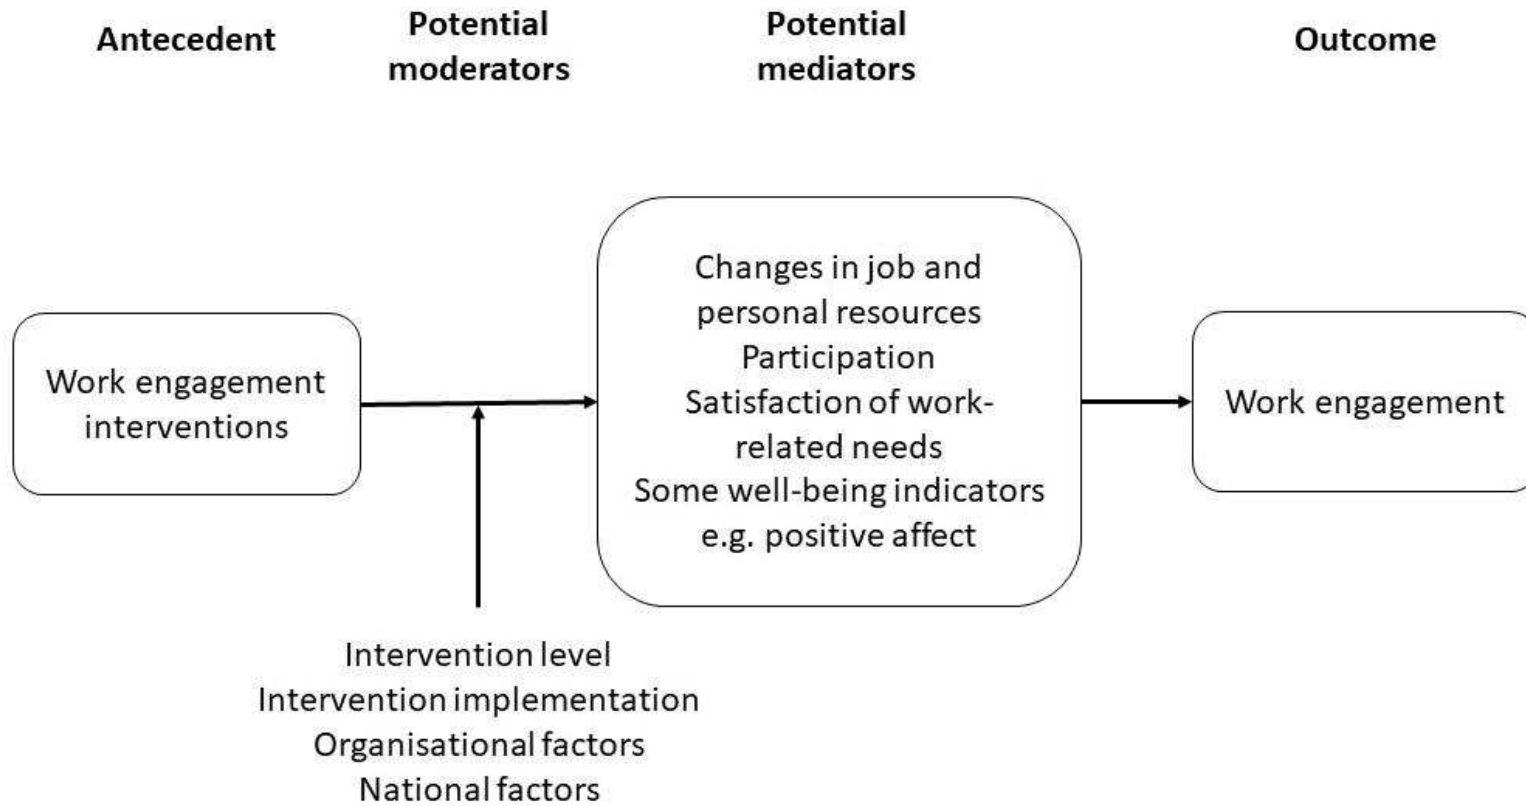 Antecedent
Potential
moderators
Potential
mediators
Outcome
Work engagement
interventions
Changes in job and
personal resources
Participation
Satisfaction of work-
related needs
Some well-being indicators
e.g. positive affect
Work engagement
Intervention level
Intervention implementation
Organisational factors
National factors